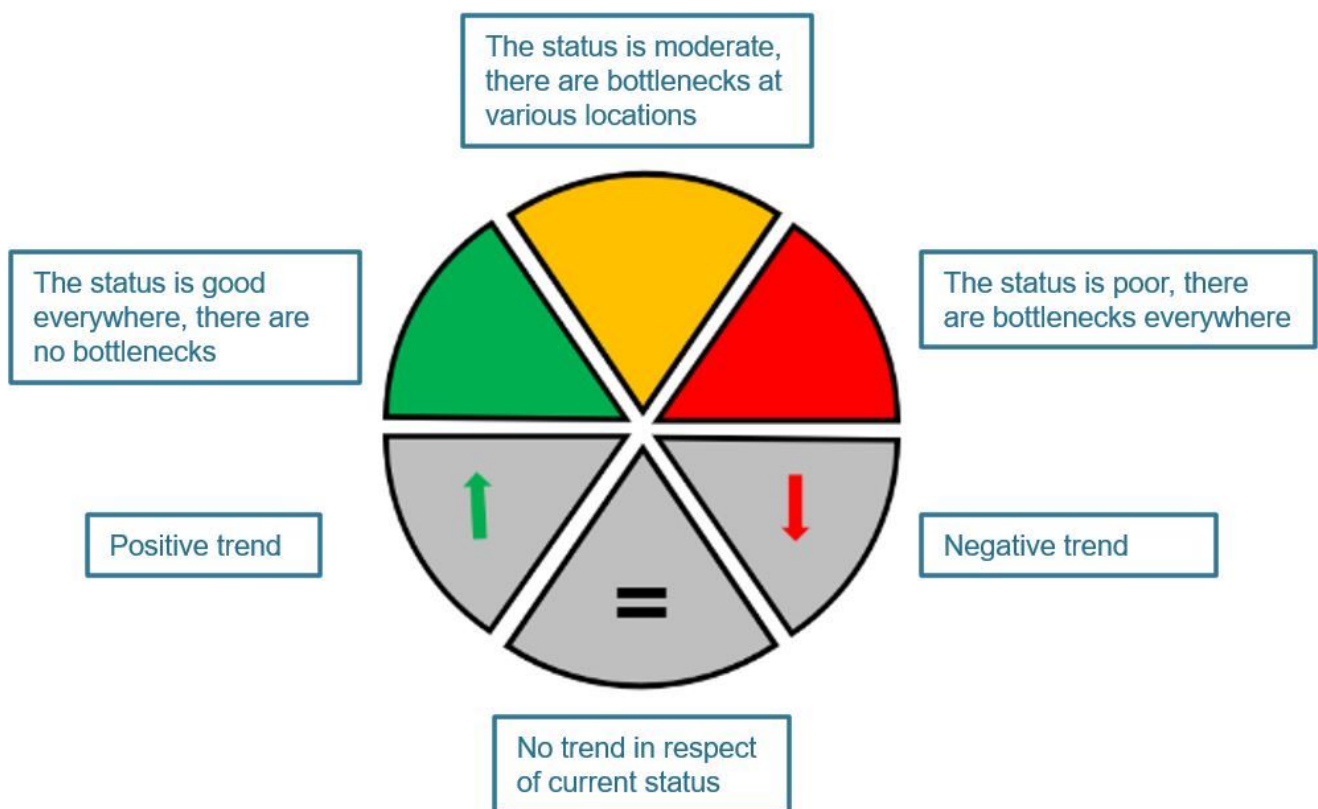 The status is moderate,
there are bottlenecks at
various locations
The status is good
everywhere, there are
no bottlenecks
The status is poor, there
are bottlenecks everywhere
Positive trend
Negative trend
=
No trend in respect
of current status